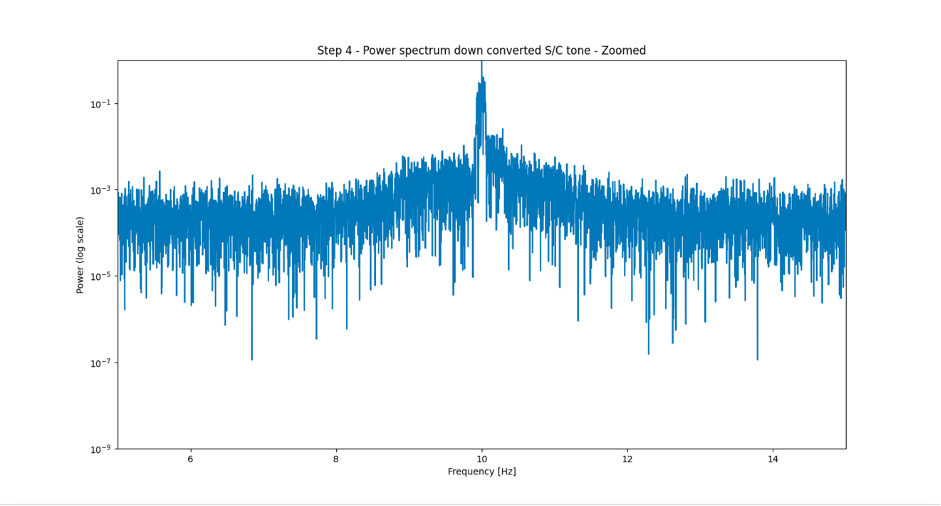 Step 4 - Power spectrum down converted S/C tone - Zoomed
10⁻¹
10⁻³
10⁻⁵
10⁻⁷
10⁻⁹
Power (log scale)
6 8 10 12 14
Frequency [Hz]